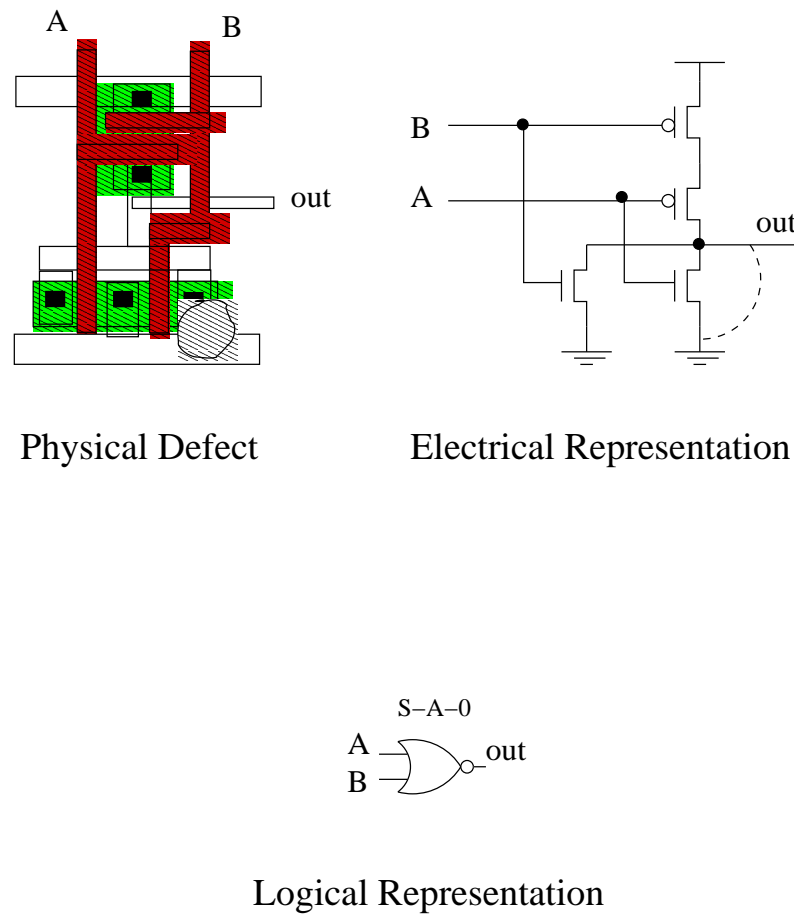 A
B
out
Physical Defect
B
A
out
Electrical Representation
S–A–0
A
B
out
Logical Representation